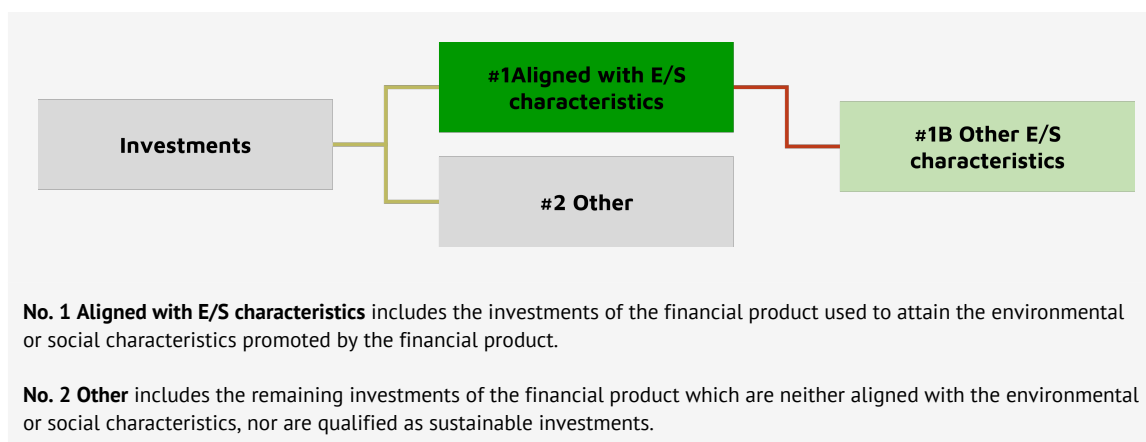 #1Aligned with E/S
characteristics
Investments
#1B Other E/S
characteristics
#2 Other
No. 1 Aligned with E/S characteristics includes the investments of the financial product used to attain the environmental
or social characteristics promoted by the financial product.
No. 2 Other includes the remaining investments of the financial product which are neither aligned with the environmental
or social characteristics, nor are qualified as sustainable investments.